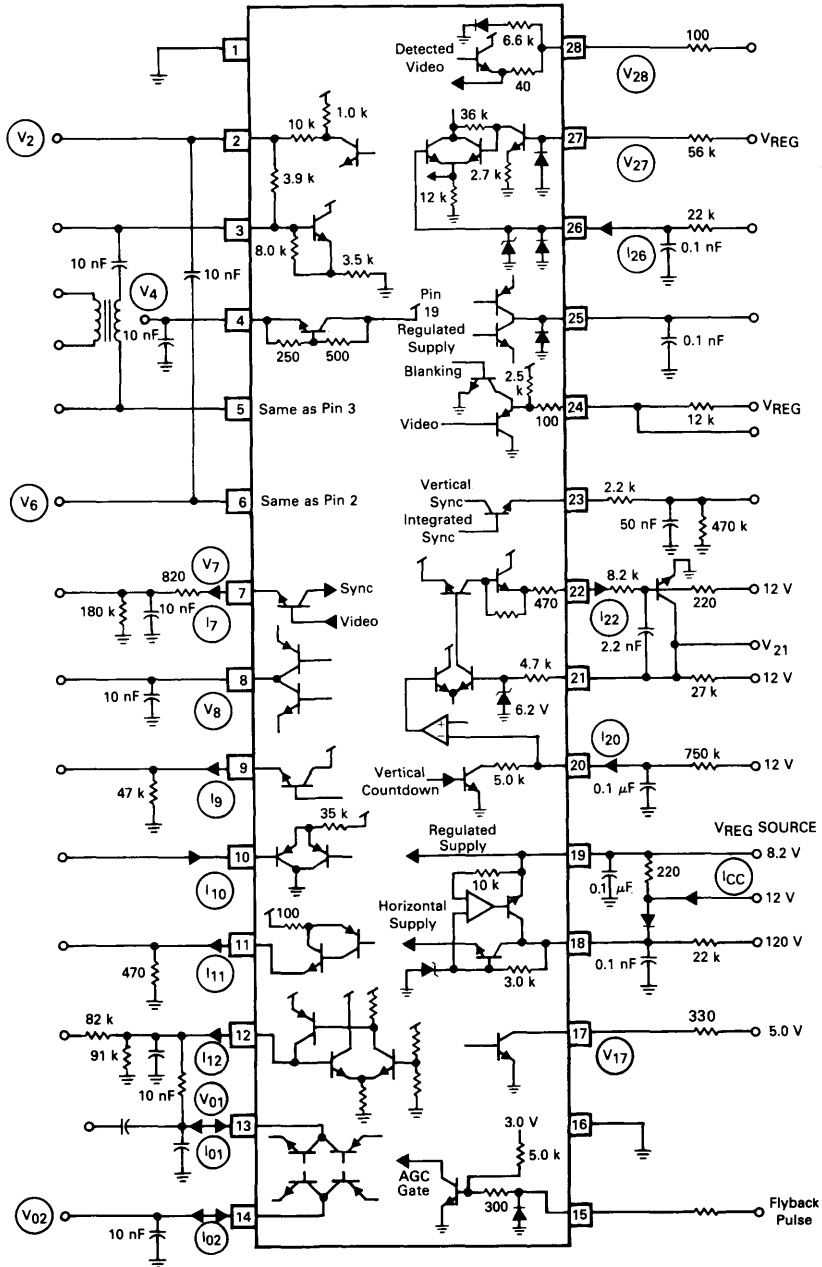 1
28
100
V28
Detected
Video
6.6 k
40
V2
2
10 k
1.0 k
3.9 k
36 k
2.7 k
12 k
27
V27
56 k
VREG
3
8.0 k
3.5 k
10 nF
10 nF
26
I26
22 k
0.1 nF
V4
10 nF
4
250
500
Pin
19
Regulated
Supply
25
0.1 nF
Blanking
2.5
k
5
Same as Pin 3
Video
100
24
12 k
VREG
V6
6
Same as Pin 2
Vertical
Sync
Integrated
Sync
23
2.2 k
50 nF
470 k
V7
820
7
I7
180 k
10 nF
Sync
Video
470
22
I22
8.2 k
220
12 V
2.2 nF
V21
8
V8
10 nF
4.7 k
6.2 V
21
27 k
12 V
+
-
9
I9
47 k
Vertical
Countdown
5.0 k
20
I20
750 k
12 V
0.1 µF
10
I10
35 k
Regulated
Supply
19
VREG SOURCE
8.2 V
0.1 µF
220
ICC
12 V
11
I11
470
100
Horizontal
Supply
10 k
3.0 k
18
0.1 nF
22 k
120 V
82 k
91 k
12
I12
10 nF
17
V17
330
5.0 V
V01
13
I01
16
V02
10 nF
14
I02
AGC
Gate
3.0 V
5.0 k
300
15
Flyback
Pulse